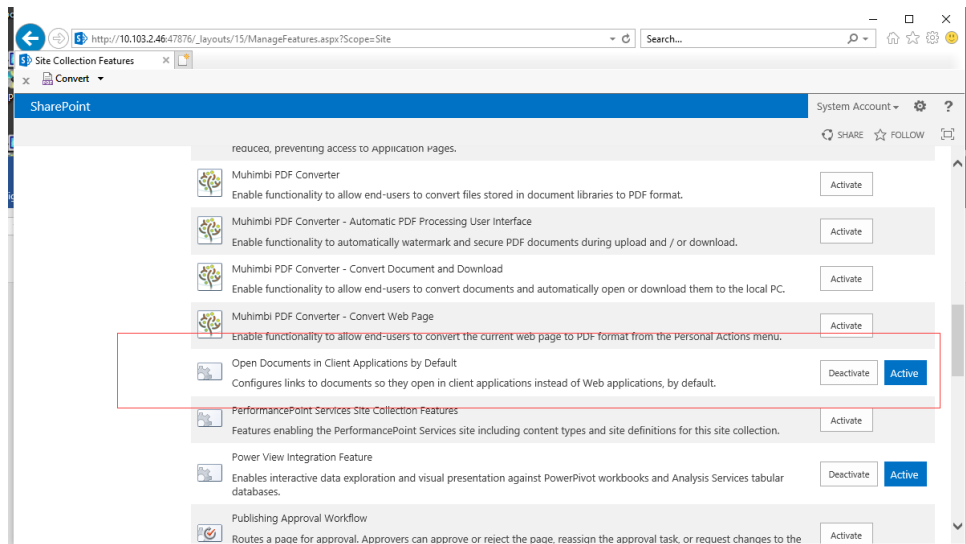 http://10.103.2.46:47876/_layouts/15/ManageFeatures.aspx?Scope=Site
Search...
Site Collection Features
x Convert
SharePoint
System Account
?
SHARE FOLLOW
reduced, preventing access to Application Pages.
Muhimbi PDF Converter
Enable functionality to allow end-users to convert files stored in document libraries to PDF format.
Activate
Muhimbi PDF Converter - Automatic PDF Processing User Interface
Enable functionality to automatically watermark and secure PDF documents during upload and / or download.
Activate
Muhimbi PDF Converter - Convert Document and Download
Enable functionality to allow end-users to convert documents and automatically open or download them to the local PC.
Activate
Muhimbi PDF Converter - Convert Web Page
Enable functionality to allow end-users to convert the current web page to PDF format from the Personal Actions menu.
Activate
Open Documents in Client Applications by Default
Configures links to documents so they open in client applications instead of Web applications, by default.
Deactivate Active
PerformancePoint Services Site Collection Features
Features enabling the PerformancePoint Services site including content types and site definitions for this site collection.
Activate
Power View Integration Feature
Enables interactive data exploration and visual presentation against PowerPivot workbooks and Analysis Services tabular
databases.
Deactivate Active
Publishing Approval Workflow
Routes a page for approval. Approvers can approve or reject the page, reassign the approval task, or request changes to the
Activate